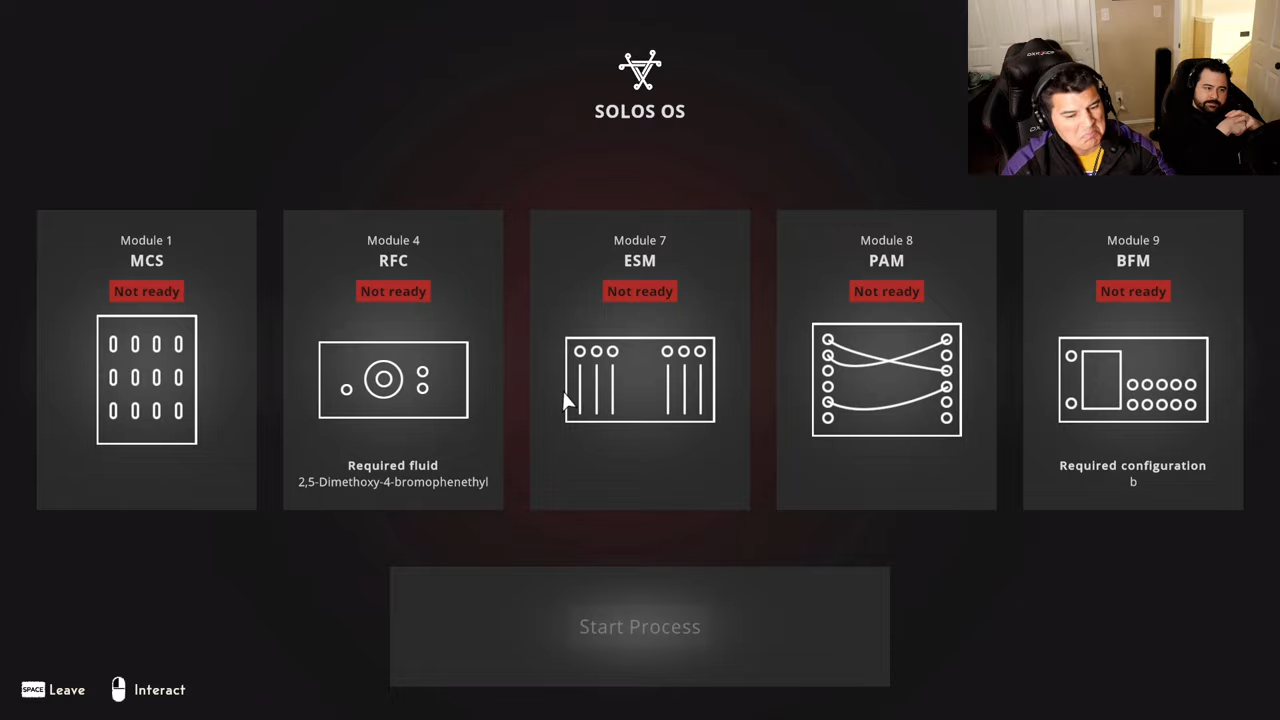 SOLOS OS
Module 1
MCS
Not ready
Module 4
RFC
Not ready
Required fluid
2,5-Dimethoxy-4-bromophenethyl
Module 7
ESM
Not ready
Module 8
PAM
Not ready
Module 9
BFM
Not ready
Required configuration
b
Start Process
SPACE Leave
Interact